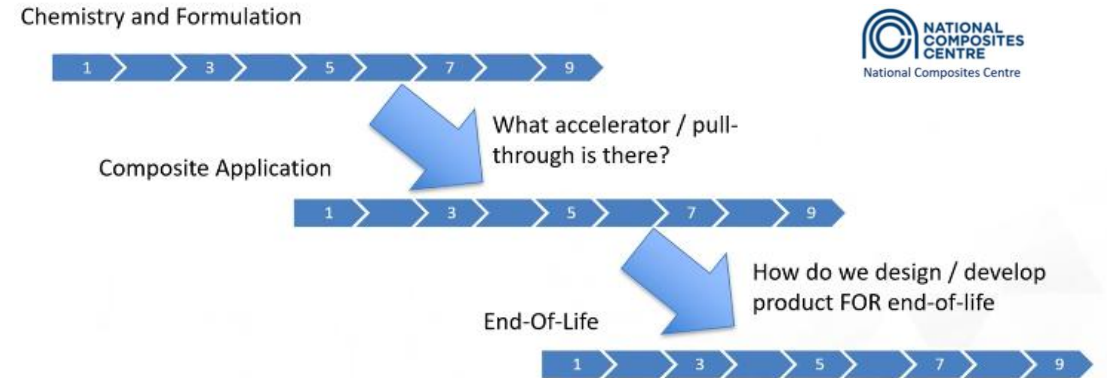 Chemistry and Formulation
NATIONAL
COMPOSITES
CENTRE
National Composites Centre
1 3 5 7 9
What accelerator / pull-
through is there?
Composite Application
1 3 5 7 9
How do we design / develop
product FOR end-of-life
End-Of-Life
1 3 5 7 9